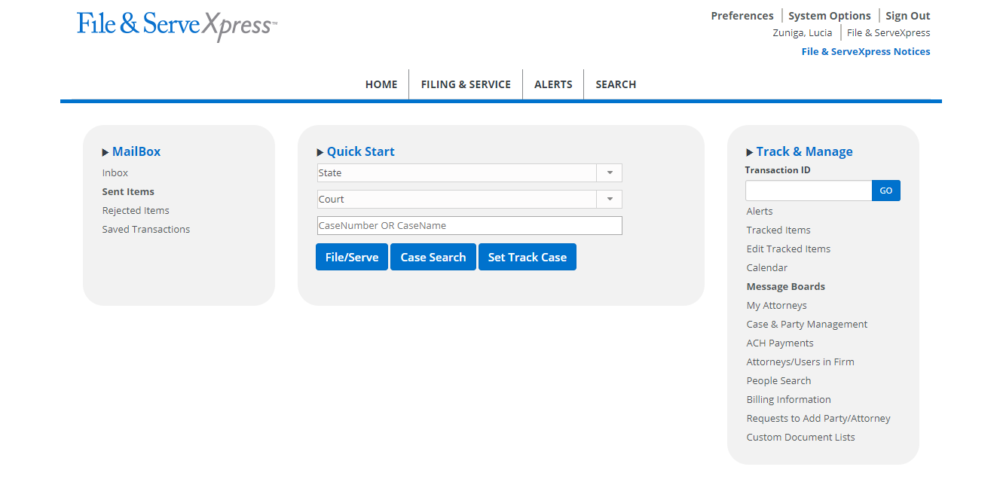 File & ServeXpress™
Preferences | System Options | Sign Out
Zuniga, Lucia | File & ServeXpress
File & ServeXpress Notices
HOME | FILING & SERVICE | ALERTS | SEARCH
MailBox
Inbox
Sent Items
Rejected Items
Saved Transactions
Quick Start
State
Court
CaseNumber OR CaseName
File/Serve Case Search Set Track Case
Track & Manage
Transaction ID
GO
Alerts
Tracked Items
Edit Tracked Items
Calendar
Message Boards
My Attorneys
Case & Party Management
ACH Payments
Attorneys/Users in Firm
People Search
Billing Information
Requests to Add Party/Attorney
Custom Document Lists